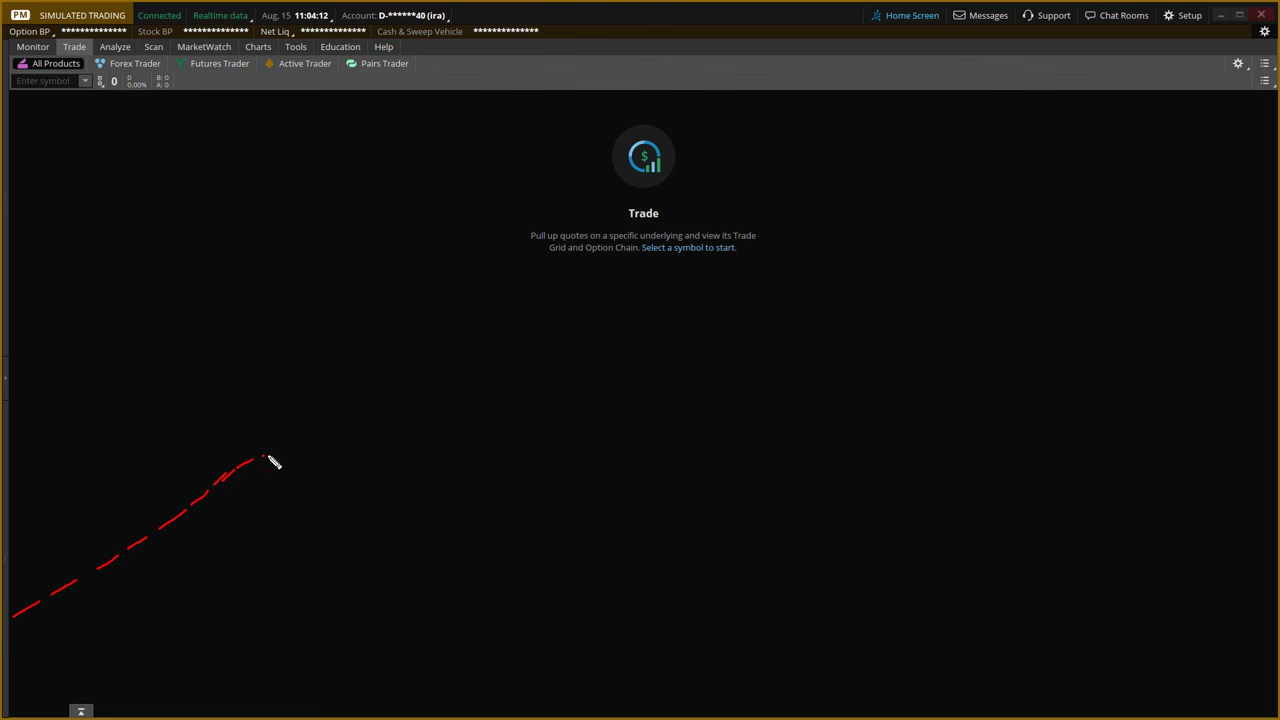 PM SIMULATED TRADING Connected Realtime data Aug, 15 11:04:12 Account: D-******40 (ira) Home Screen Messages Support Chat Rooms Setup
Option BP ************** Stock BP ************** Net Liq ************** Cash & Sweep Vehicle **************
Monitor Trade Analyze Scan MarketWatch Charts Tools Education Help
All Products Forex Trader Futures Trader Active Trader Pairs Trader
Enter symbol 0 0 B: 0
0.00% A: 0
$
Trade
Pull up quotes on a specific underlying and view its Trade
Grid and Option Chain. Select a symbol to start.